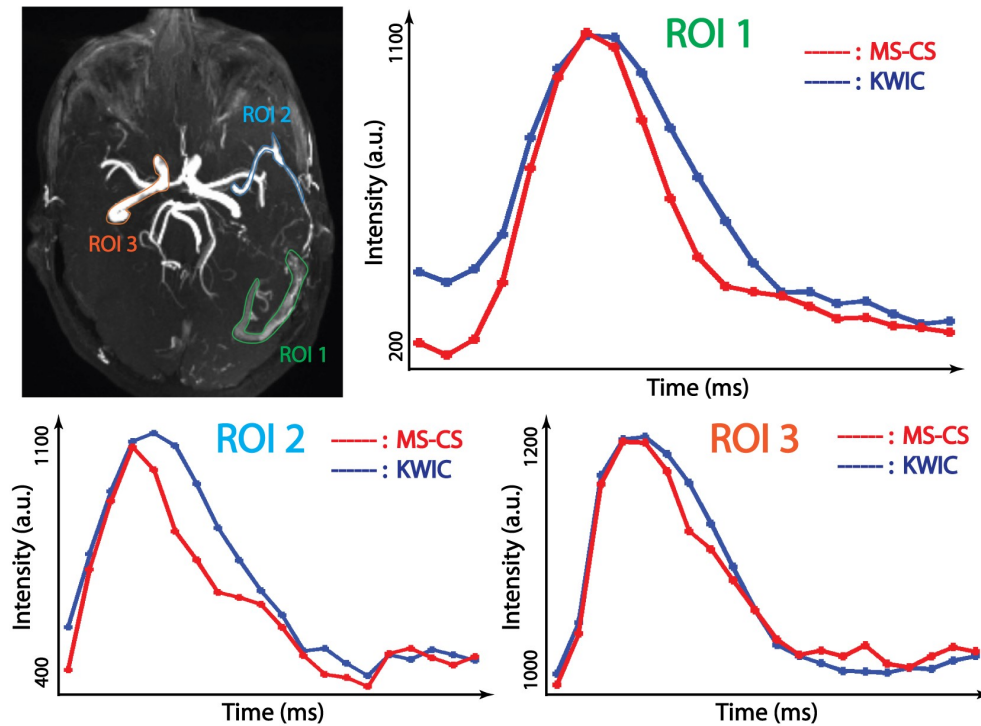 ROI 2
ROI 3
ROI 1
ROI 1
------ : MS-CS
------ : KWIC
1100
Intensity (a.u.)
200
Time (ms)
ROI 2
------ : MS-CS
------ : KWIC
1100
Intensity (a.u.)
400
Time (ms)
ROI 3
------ : MS-CS
------ : KWIC
1200
Intensity (a.u.)
1000
Time (ms)